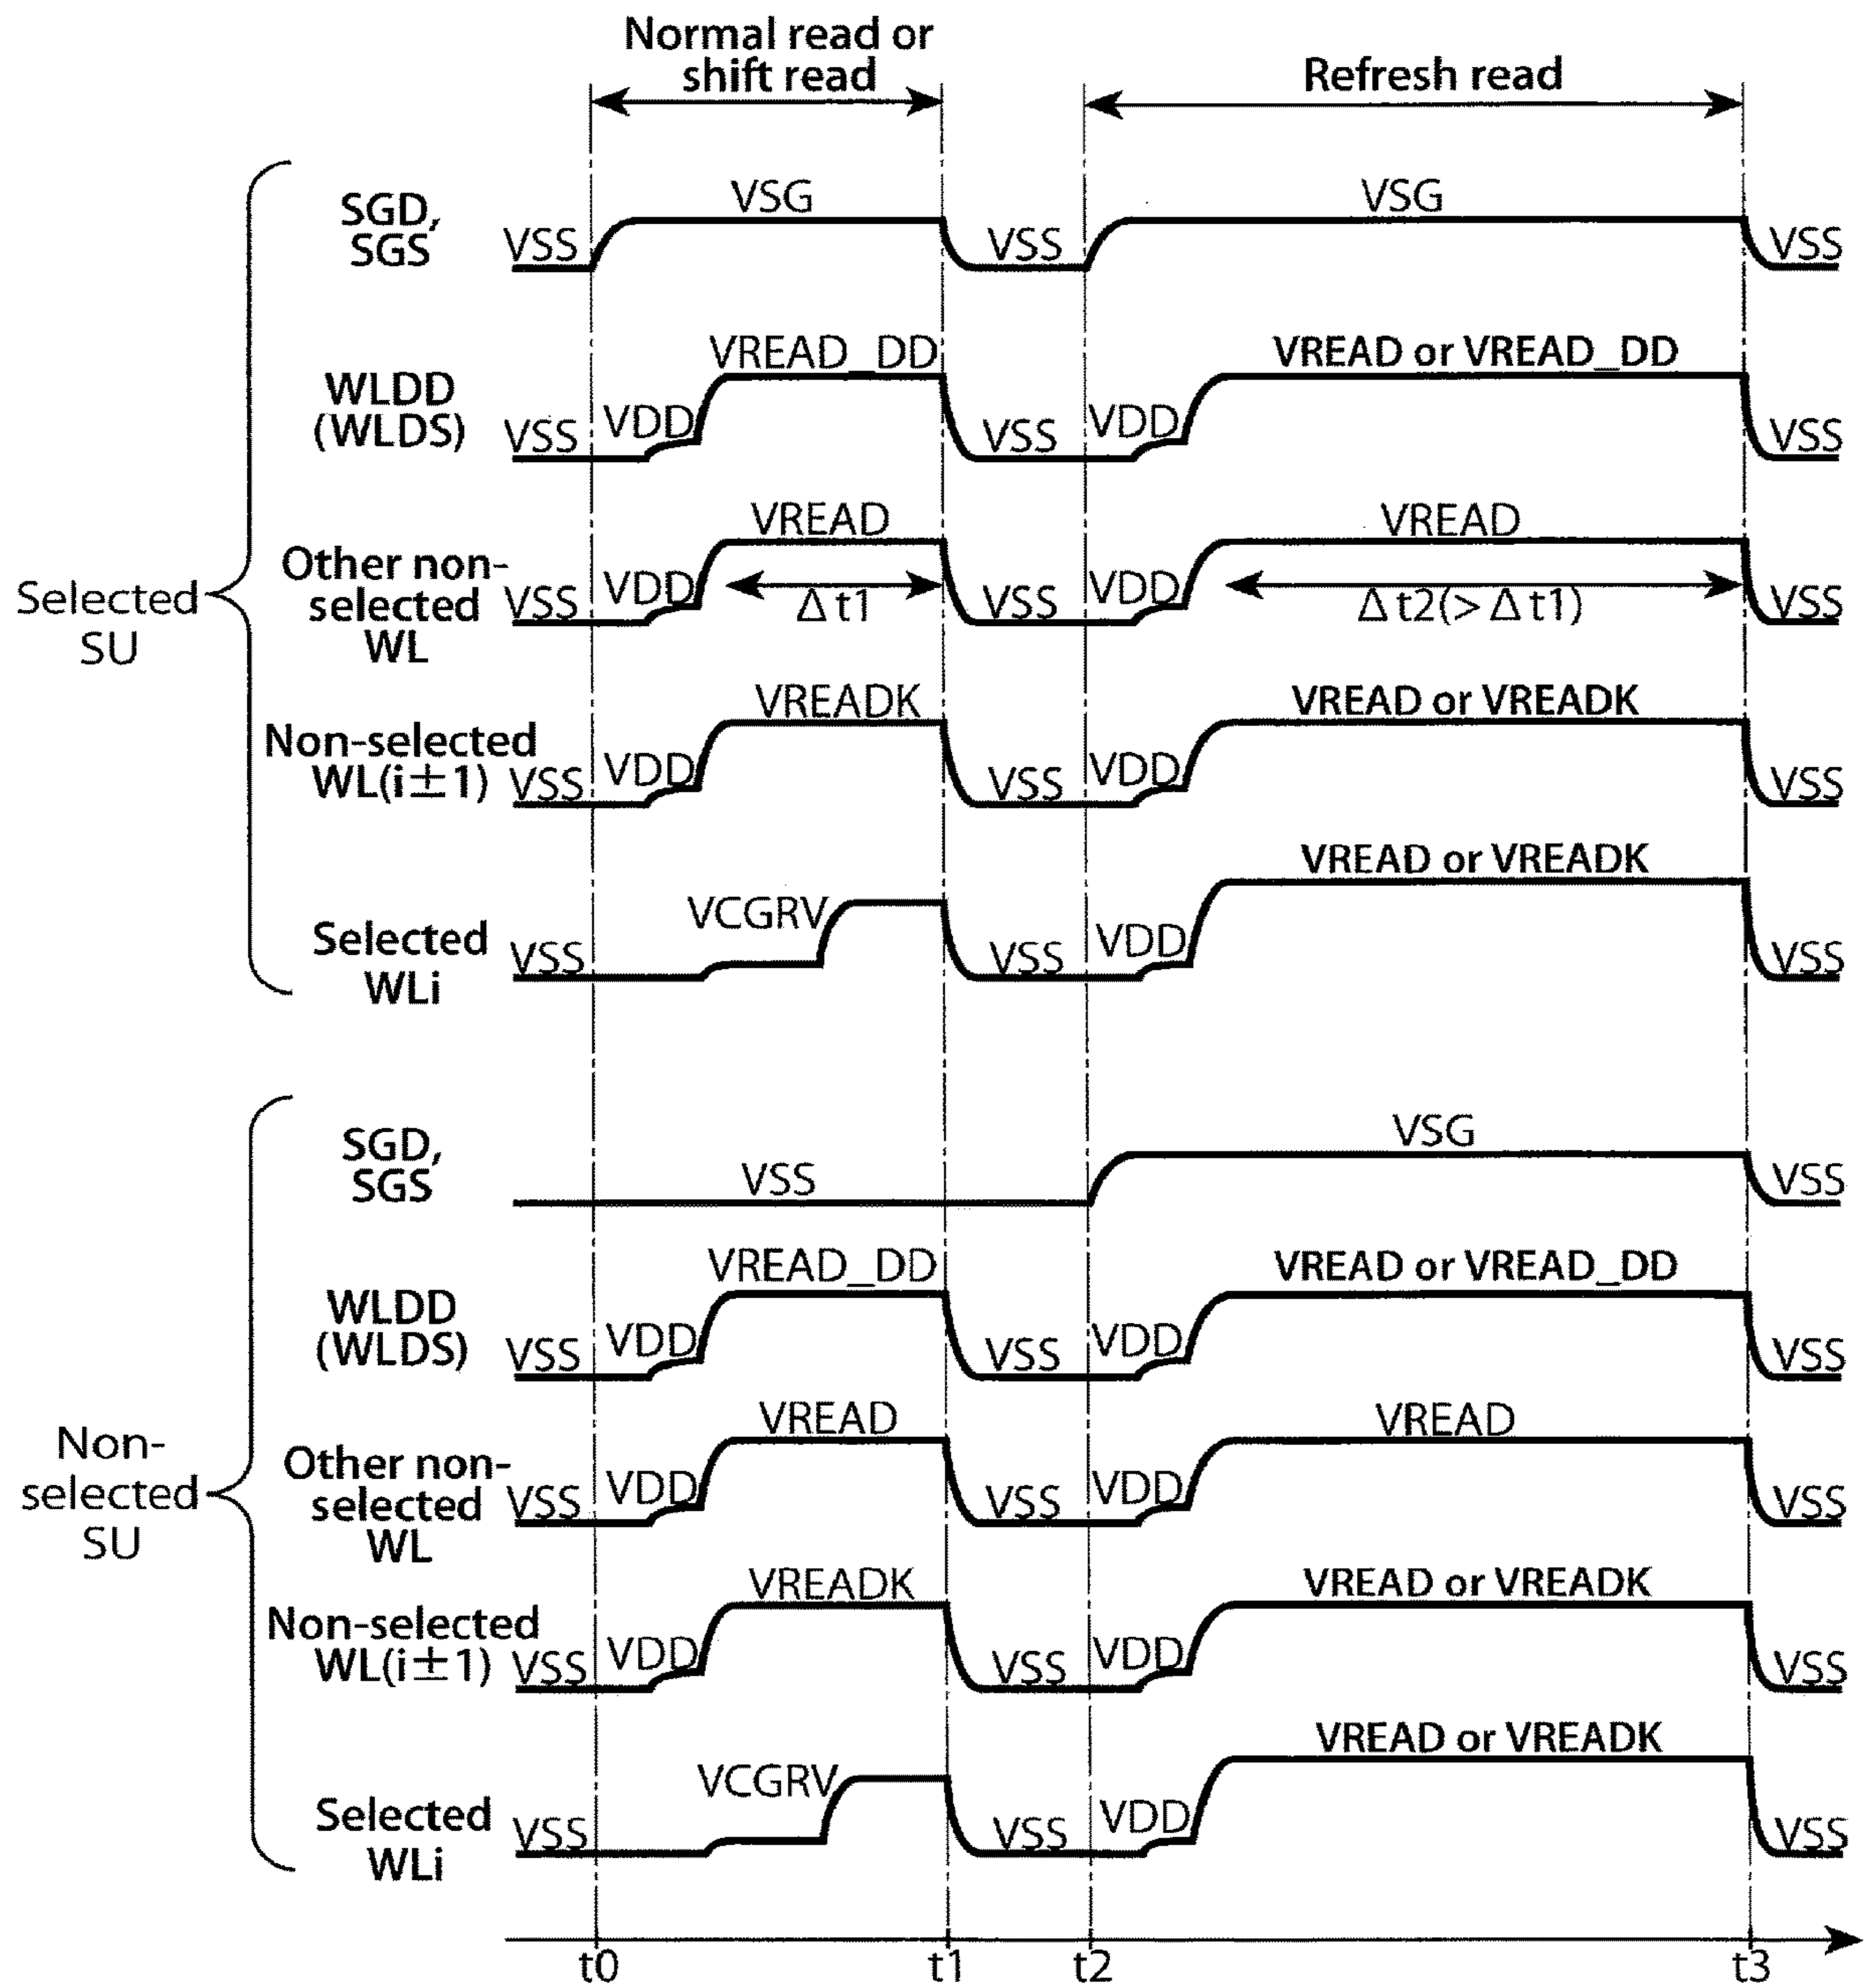 Normal read or
shift read
Refresh read
Selected
SU
SGD,
SGS
VSS
VSG
VSS
VSG
VSS
WLDD
(WLDS)
VSS
VDD
VREAD_DD
VSS
VDD
VREAD or VREAD_DD
VSS
Other non-
selected
WL
VSS
VDD
VREAD
Δt1
VSS
VDD
VREAD
Δt2(>Δt1)
VSS
Non-selected
WL(i±1)
VSS
VDD
VREADK
VSS
VDD
VREAD or VREADK
VSS
Selected
WLi
VSS
VCGRV
VSS
VDD
VREAD or VREADK
VSS
Non-
selected
SU
SGD,
SGS
VSS
VSG
VSS
WLDD
(WLDS)
VSS
VDD
VREAD_DD
VSS
VDD
VREAD or VREAD_DD
VSS
Other non-
selected
WL
VSS
VDD
VREAD
VSS
VDD
VREAD
VSS
Non-selected
WL(i±1)
VSS
VDD
VREADK
VSS
VDD
VREAD or VREADK
VSS
Selected
WLi
VSS
VCGRV
VSS
VDD
VREAD or VREADK
VSS
t0
t1
t2
t3